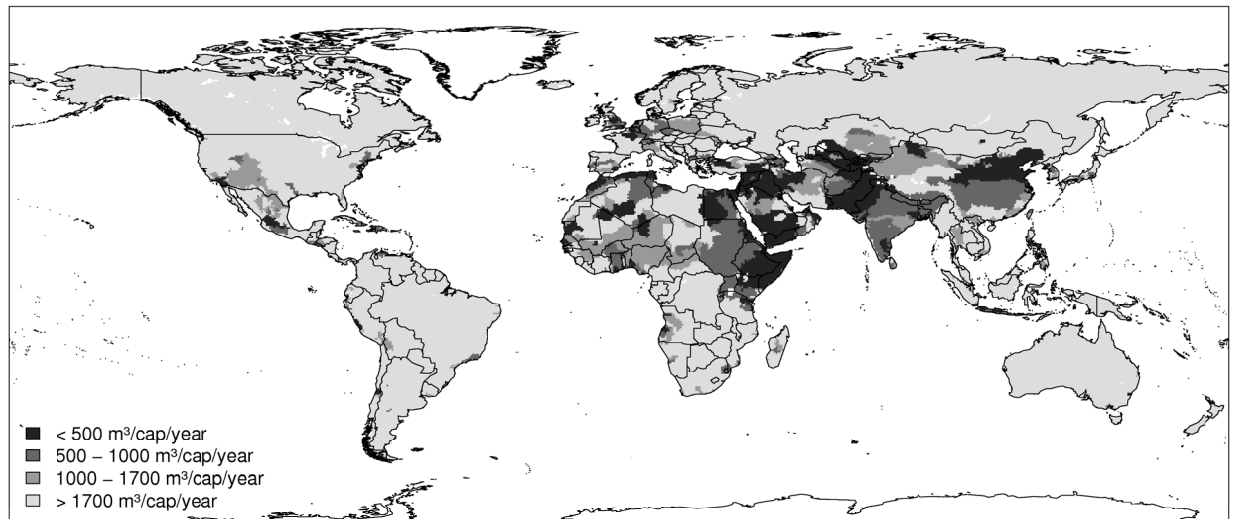 < 500 m³/cap/year
500 – 1000 m³/cap/year
1000 – 1700 m³/cap/year
> 1700 m³/cap/year